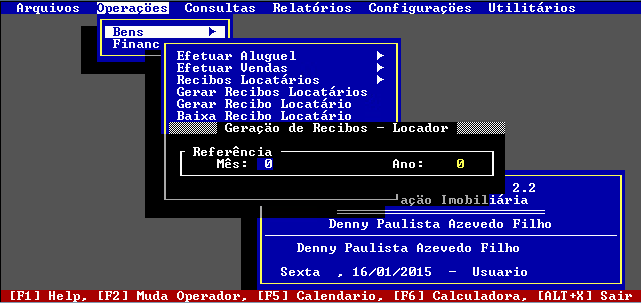 Arquivos Operações Consultas Relatórios Configurações Utilitários
Bens
Financ
Efetuar Aluguel
Efetuar Vendas
Recibos Locatários
Gerar Recibos Locatários
Gerar Recibo Locatário
Baixa Recibo Locatário
Geração de Recibos - Locador
Referência
Mês: 0 Ano: 0
2.2
ação Imobiliária
Denny Paulista Azevedo Filho
Denny Paulista Azevedo Filho
Sexta , 16/01/2015 - Usuario
[F1] Help, [F2] Muda Operador, [F5] Calendario, [F6] Calculadora, [ALT+X] Sair